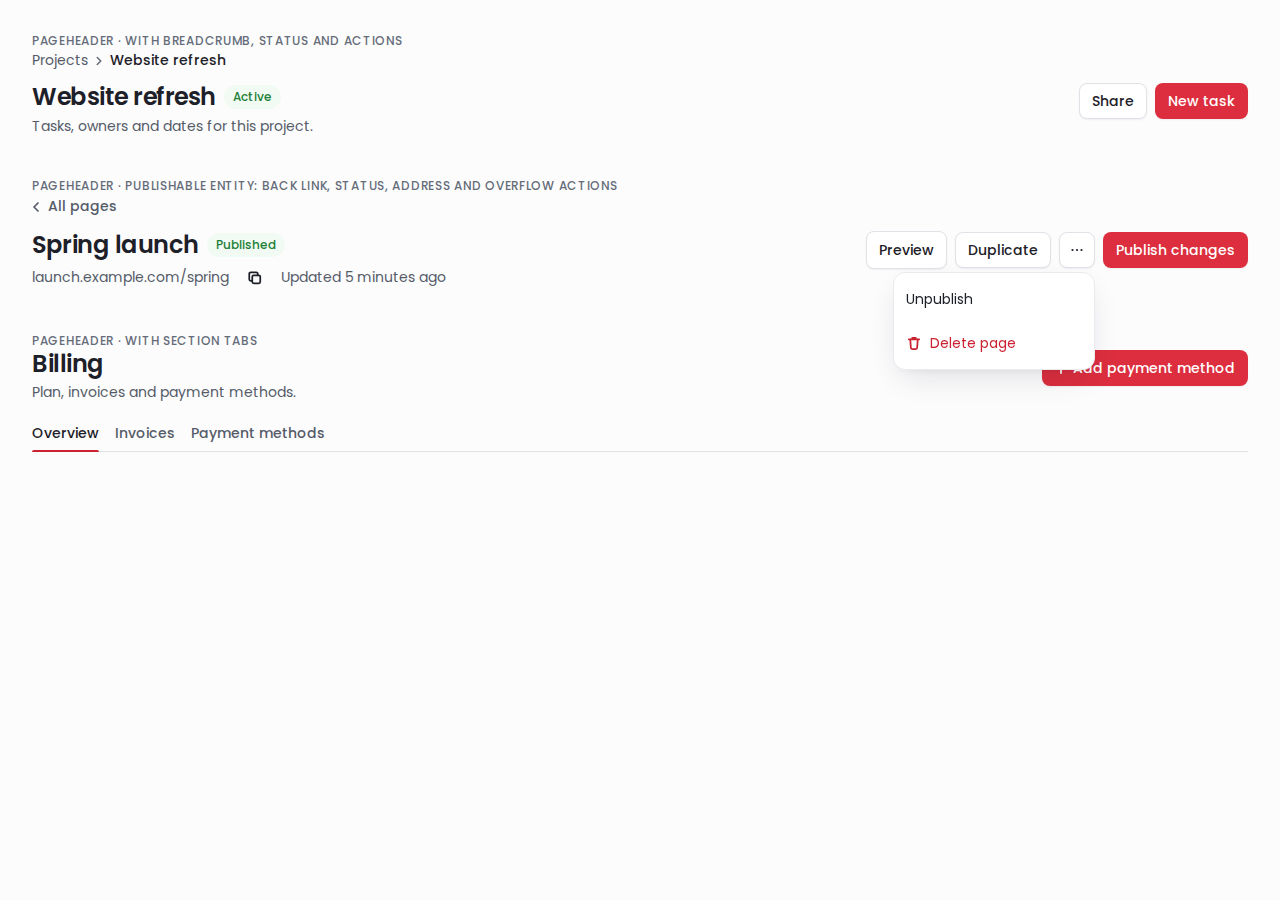 PAGEHEADER · WITH BREADCRUMB, STATUS AND ACTIONS
Projects > Website refresh
Website refresh Active
Share New task
Tasks, owners and dates for this project.
PAGEHEADER · PUBLISHABLE ENTITY: BACK LINK, STATUS, ADDRESS AND OVERFLOW ACTIONS
All pages
Spring launch Published
Preview Duplicate ··· Publish changes
launch.example.com/spring Updated 5 minutes ago
Unpublish
Delete page
PAGEHEADER · WITH SECTION TABS
Billing
Add payment method
Plan, invoices and payment methods.
Overview Invoices Payment methods